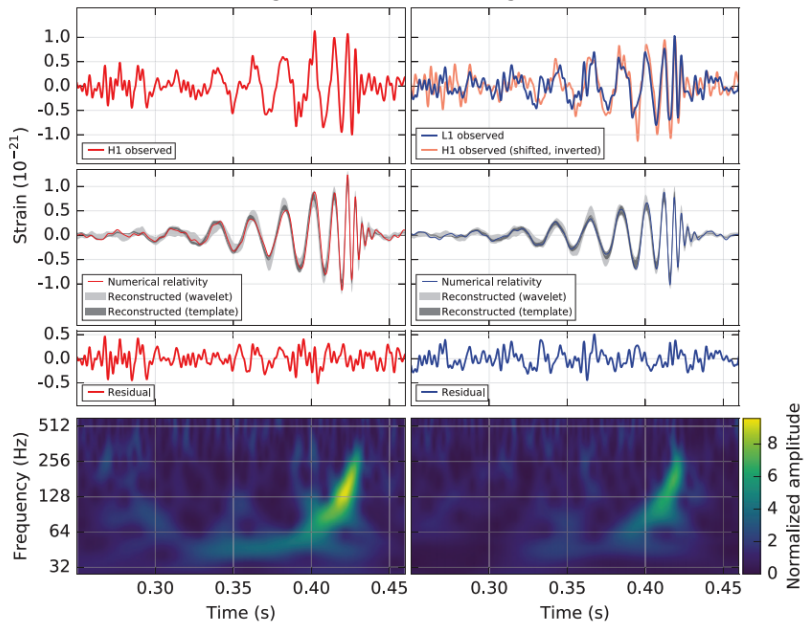 1.0
0.5
0.0
-0.5
-1.0
H1 observed
L1 observed
H1 observed (shifted, inverted)
Strain (10⁻²¹)
1.0
0.5
0.0
-0.5
-1.0
Numerical relativity
Reconstructed (wavelet)
Reconstructed (template)
Numerical relativity
Reconstructed (wavelet)
Reconstructed (template)
0.5
0.0
-0.5
Residual
Residual
Frequency (Hz)
512
256
128
64
32
0.30
0.35
0.40
0.45
Time (s)
0.30
0.35
0.40
0.45
Time (s)
8
6
4
2
0
Normalized amplitude